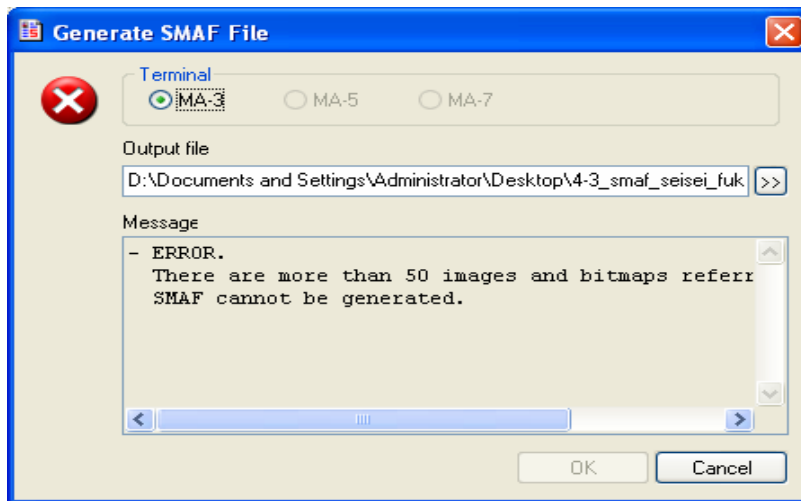 Generate SMAF File
Terminal
MA-3 MA-5 MA-7
Output file
D:\Documents and Settings\Administrator\Desktop\4-3_smaf_seisei_fuk >>
Message
- ERROR.
There are more than 50 images and bitmaps referr
SMAF cannot be generated.
OK Cancel